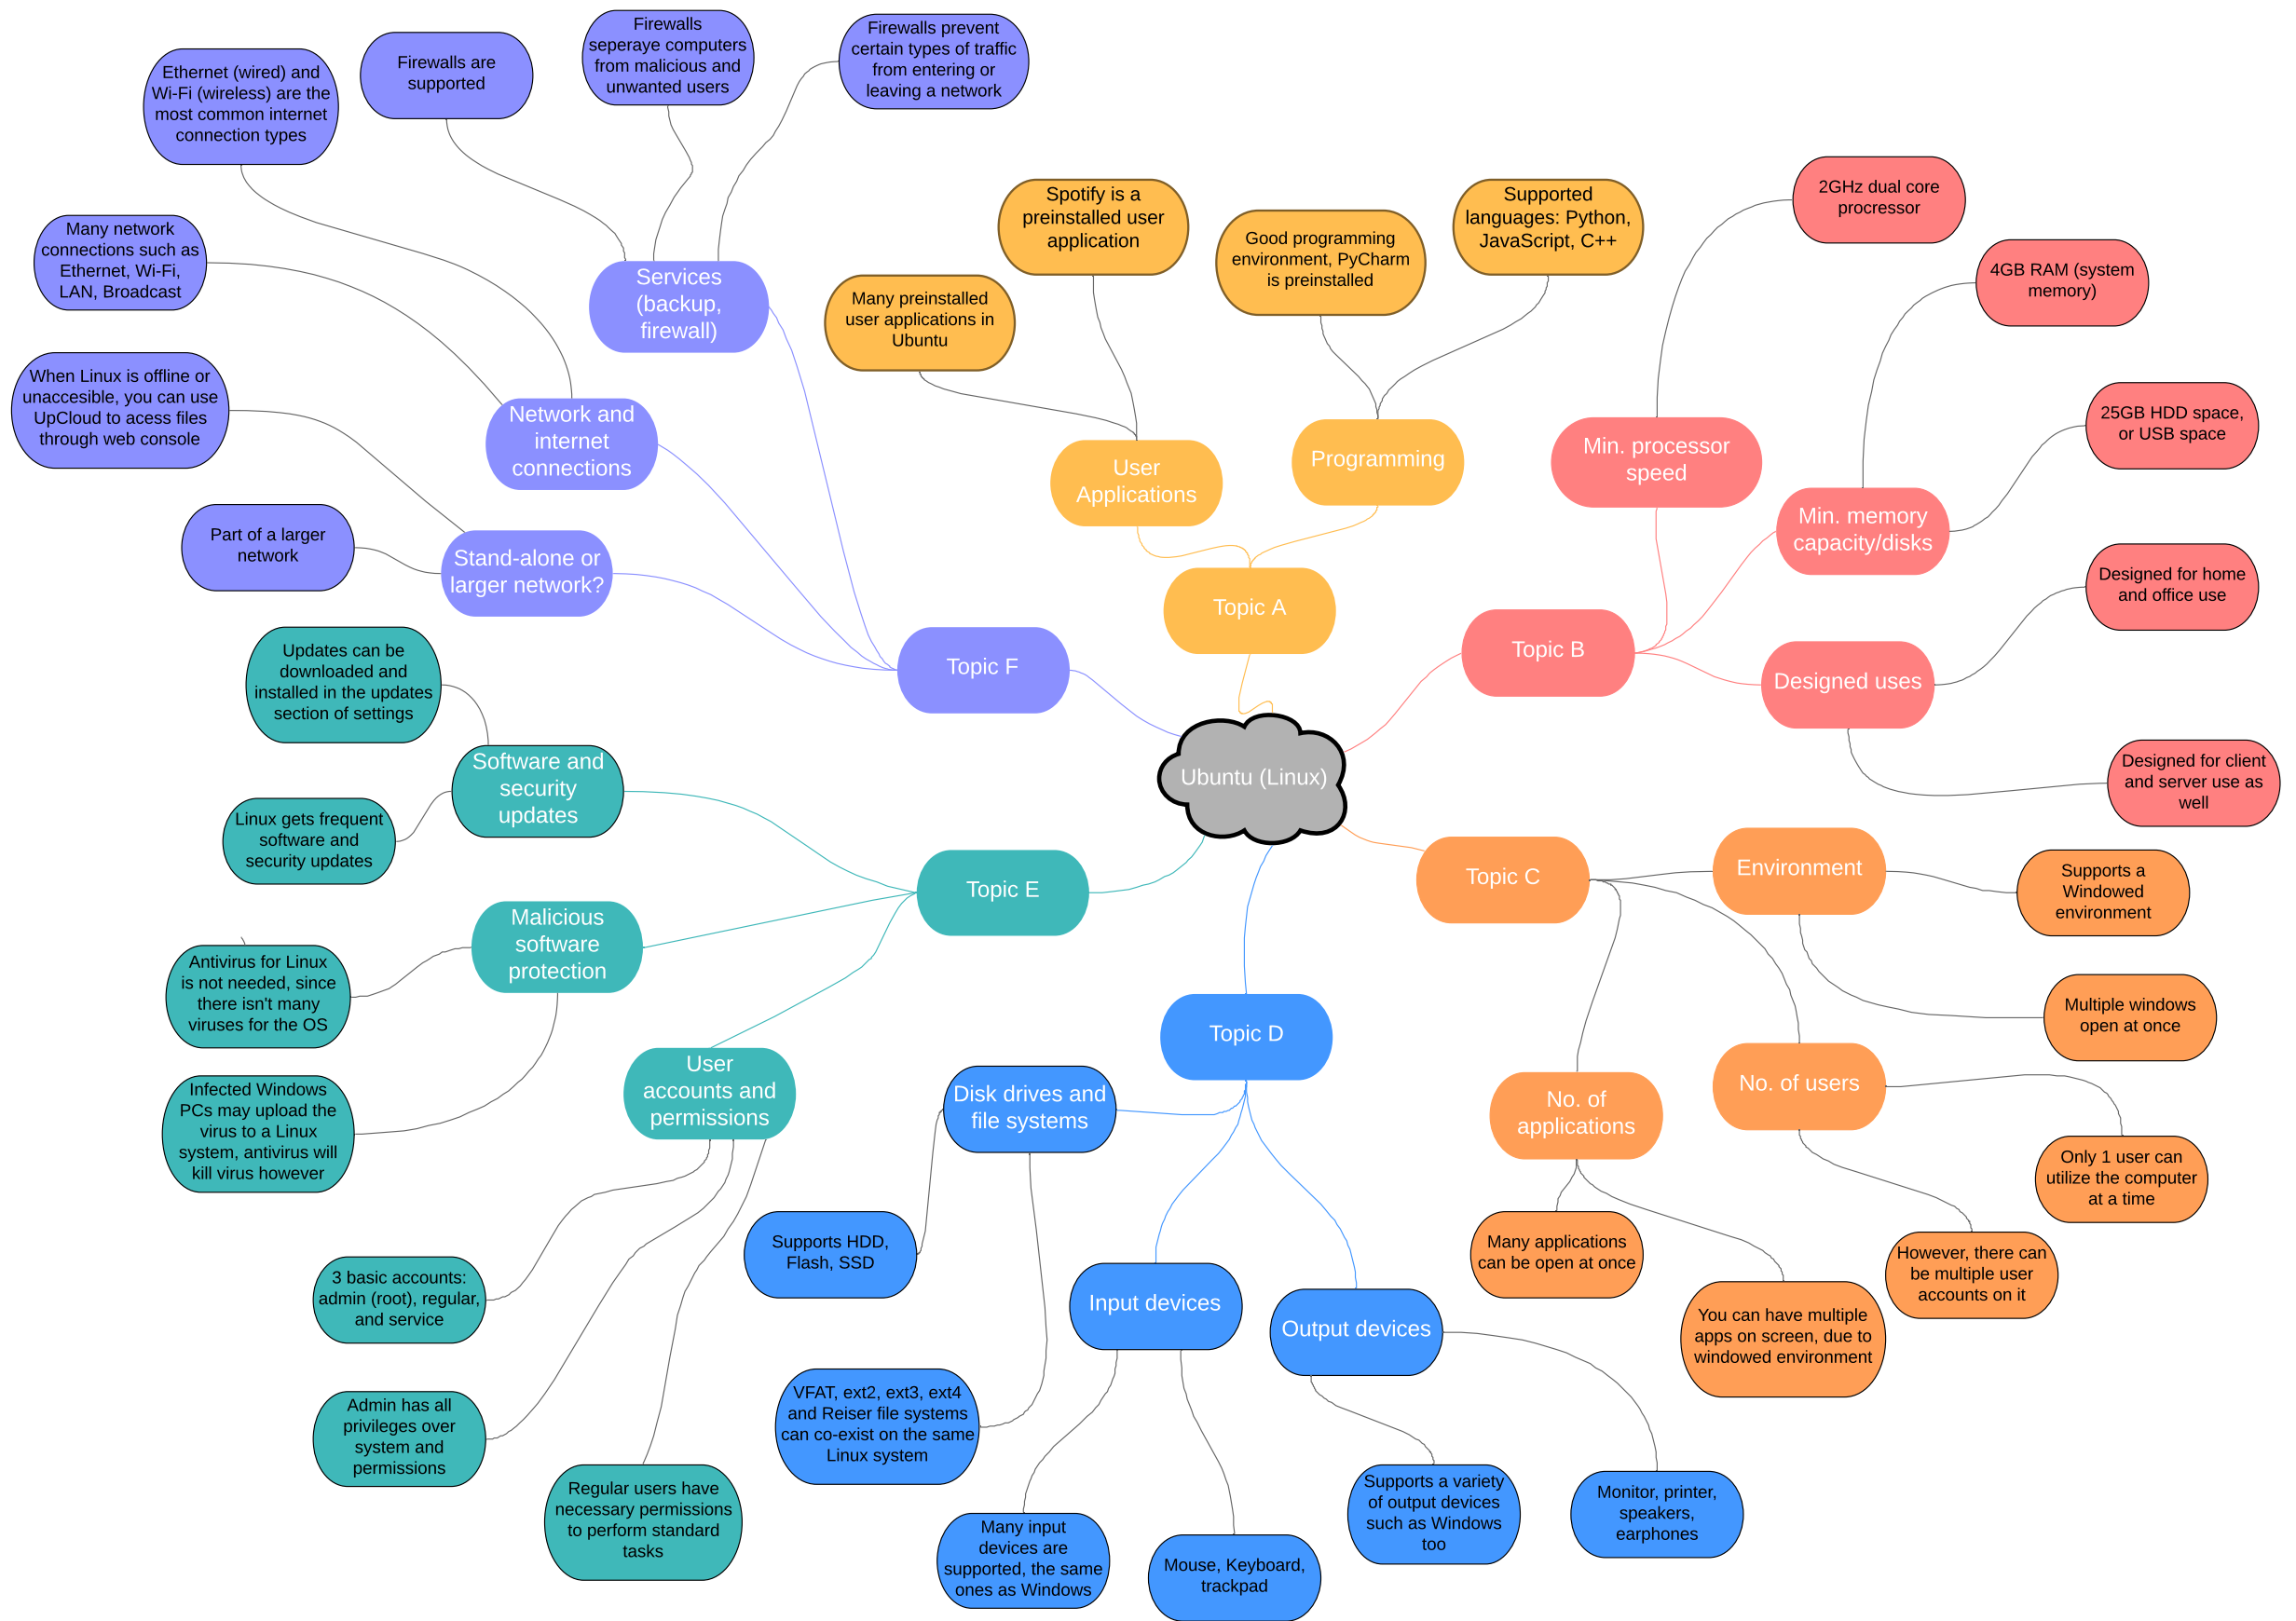 Firewalls
seperaye computers
from malicious and
unwanted users
Firewalls prevent
certain types of traffic
from entering or
leaving a network
Firewalls are
supported
Ethernet (wired) and
Wi-Fi (wireless) are the
most common internet
connection types
Many network
connections such as
Ethernet, Wi-Fi,
LAN, Broadcast
Services
(backup,
firewall)
When Linux is offline or
unaccesible, you can use
UpCloud to acess files
through web console
Network and
internet
connections
Part of a larger
network
Stand-alone or
larger network?
Topic F
Many preinstalled
user applications in
Ubuntu
Spotify is a
preinstalled user
application
Good programming
environment, PyCharm
is preinstalled
Supported
languages: Python,
JavaScript, C++
User
Applications
Programming
Topic A
2GHz dual core
procressor
4GB RAM (system
memory)
25GB HDD space,
or USB space
Min. processor
speed
Min. memory
capacity/disks
Designed for home
and office use
Topic B
Designed uses
Designed for client
and server use as
well
Ubuntu (Linux)
Updates can be
downloaded and
installed in the updates
section of settings
Software and
security
updates
Linux gets frequent
software and
security updates
Topic E
Malicious
software
protection
Antivirus for Linux
is not needed, since
there isn't many
viruses for the OS
Infected Windows
PCs may upload the
virus to a Linux
system, antivirus will
kill virus however
User
accounts and
permissions
3 basic accounts:
admin (root), regular,
and service
Admin has all
privileges over
system and
permissions
Regular users have
necessary permissions
to perform standard
tasks
Topic C
Environment
Supports a
Windowed
environment
Multiple windows
open at once
No. of users
No. of
applications
Only 1 user can
utilize the computer
at a time
However, there can
be multiple user
accounts on it
Many applications
can be open at once
You can have multiple
apps on screen, due to
windowed environment
Topic D
Disk drives and
file systems
Supports HDD,
Flash, SSD
VFAT, ext2, ext3, ext4
and Reiser file systems
can co-exist on the same
Linux system
Input devices
Output devices
Many input
devices are
supported, the same
ones as Windows
Mouse, Keyboard,
trackpad
Supports a variety
of output devices
such as Windows
too
Monitor, printer,
speakers,
earphones